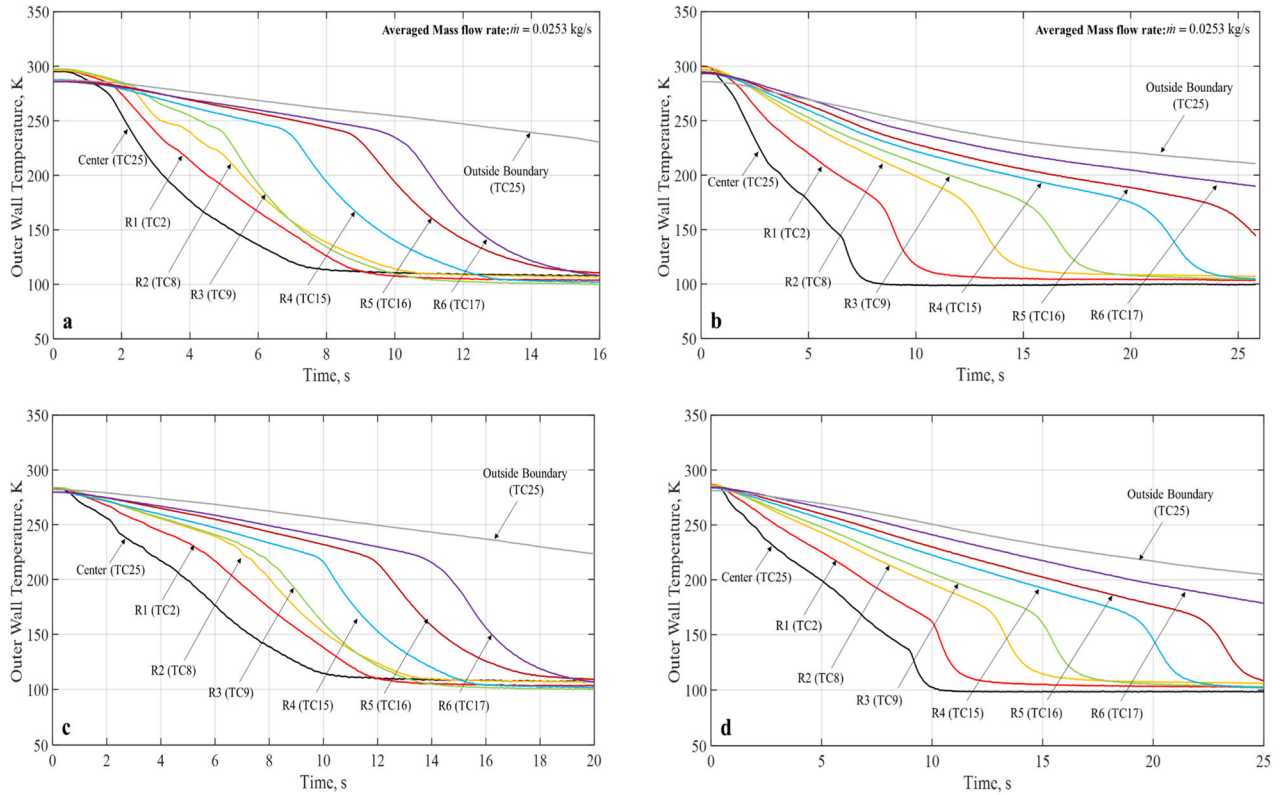 Averaged Mass flow rate:ṁ = 0.0253 kg/s
Outer Wall Temperature, K
350
300
250
200
150
100
50
Center (TC25)
R1 (TC2)
R2 (TC8)
R3 (TC9)
R4 (TC15)
R5 (TC16)
R6 (TC17)
Outside Boundary
(TC25)
a
0 2 4 6 8 10 12 14 16
Time, s
Averaged Mass flow rate:ṁ = 0.0253 kg/s
Outer Wall Temperature, K
350
300
250
200
150
100
50
Outside Boundary
(TC25)
Center (TC25)
R1 (TC2)
R2 (TC8)
R3 (TC9)
R4 (TC15)
R5 (TC16)
R6 (TC17)
b
0 5 10 15 20 25
Time, s
Outer Wall Temperature, K
350
300
250
200
150
100
50
Outside Boundary
(TC25)
Center (TC25)
R1 (TC2)
R2 (TC8)
R3 (TC9)
R4 (TC15)
R5 (TC16)
R6 (TC17)
c
0 2 4 6 8 10 12 14 16 18 20
Time, s
Outer Wall Temperature, K
350
300
250
200
150
100
50
Outside Boundary
(TC25)
Center (TC25)
R1 (TC2)
R2 (TC8)
R3 (TC9)
R4 (TC15)
R5 (TC16)
R6 (TC17)
d
0 5 10 15 20 25
Time, s